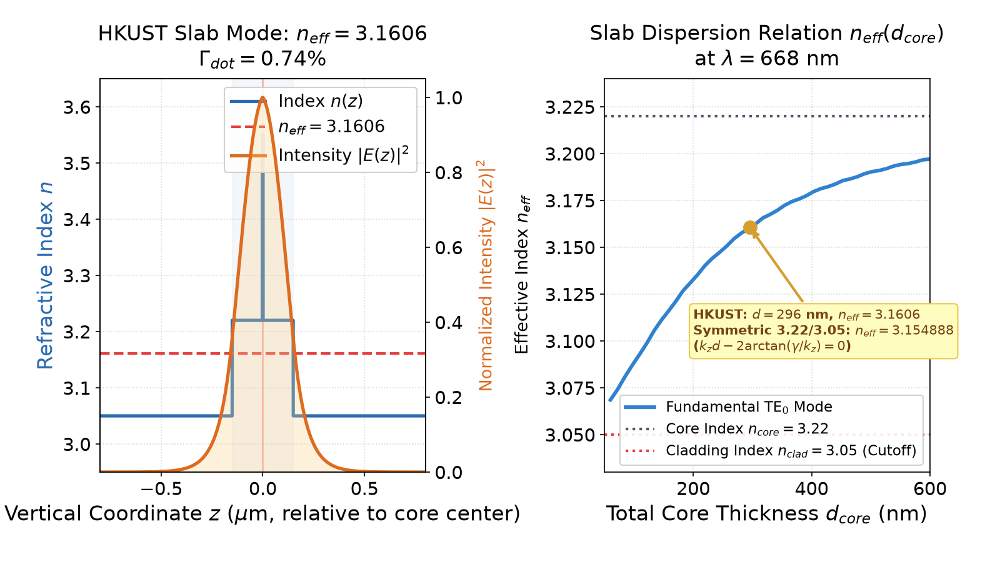 HKUST Slab Mode: n_eff = 3.1606
Γ_dot = 0.74%
Refractive Index n
3.6
3.5
3.4
3.3
3.2
3.1
3.0
Index n(z)
n_eff = 3.1606
Intensity |E(z)|²
1.0
0.8
0.6
0.4
0.2
0.0
Normalized Intensity |E(z)|²
−0.5
0.0
0.5
Vertical Coordinate z (μm, relative to core center)
Slab Dispersion Relation n_eff(d_core)
at λ = 668 nm
Effective Index n_eff
3.225
3.200
3.175
3.150
3.125
3.100
3.075
3.050
HKUST: d = 296 nm, n_eff = 3.1606
Symmetric 3.22/3.05: n_eff = 3.154888
(k_z d − 2arctan(γ/k_z) = 0)
Fundamental TE₀ Mode
Core Index n_core = 3.22
Cladding Index n_clad = 3.05 (Cutoff)
200
400
600
Total Core Thickness d_core (nm)